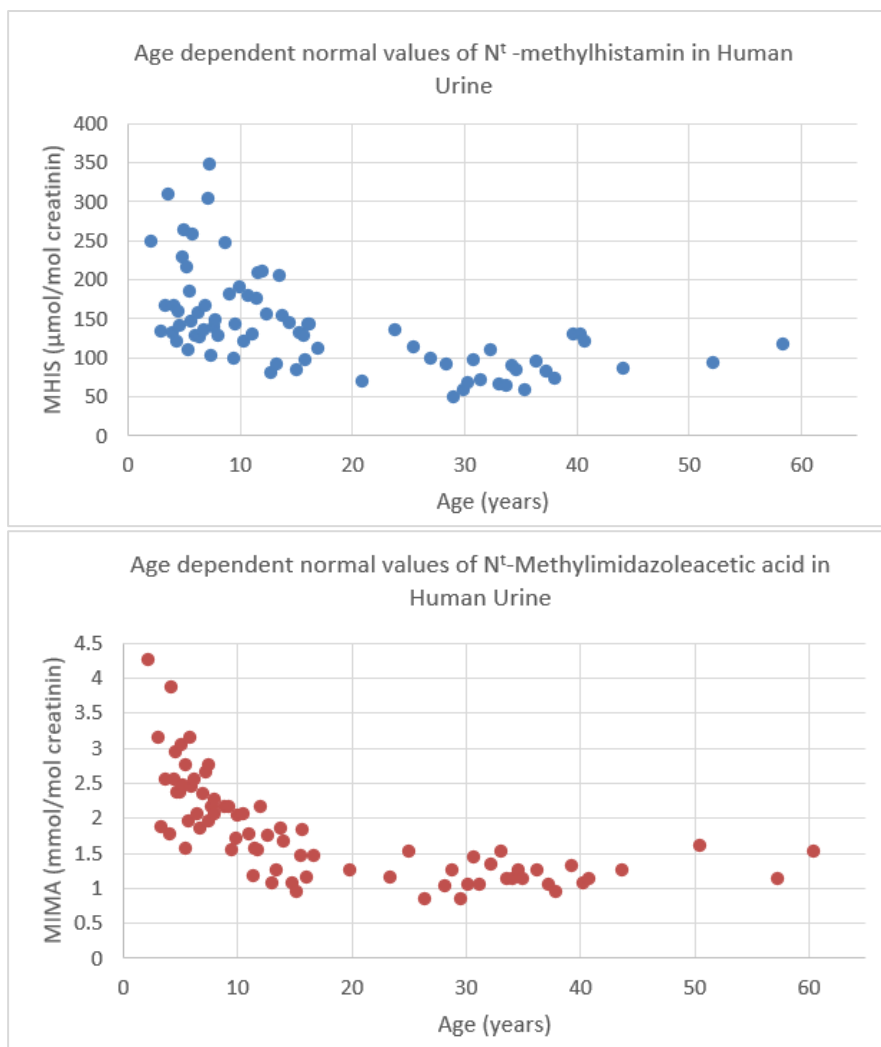 Age dependent normal values of Nᵗ -methylhistamin in Human
Urine
MHIS (µmol/mol creatinin)
400
350
300
250
200
150
100
50
0
0 10 20 30 40 50 60
Age (years)
Age dependent normal values of Nᵗ-Methylimidazoleacetic acid in
Human Urine
MIMA (mmol/mol creatinin)
4.5
4
3.5
3
2.5
2
1.5
1
0.5
0
0 10 20 30 40 50 60
Age (years)